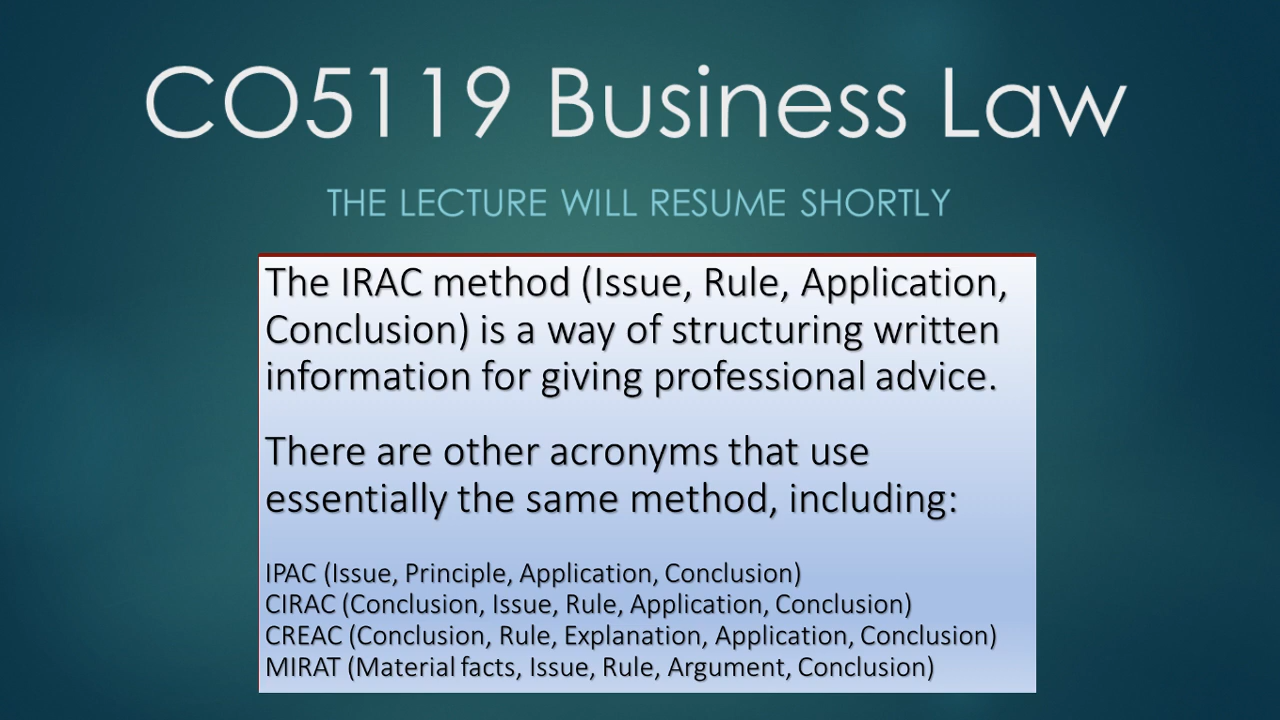 CO5119 Business Law
THE LECTURE WILL RESUME SHORTLY
The IRAC method (Issue, Rule, Application,
Conclusion) is a way of structuring written
information for giving professional advice.
There are other acronyms that use
essentially the same method, including:
IPAC (Issue, Principle, Application, Conclusion)
CIRAC (Conclusion, Issue, Rule, Application, Conclusion)
CREAC (Conclusion, Rule, Explanation, Application, Conclusion)
MIRAT (Material facts, Issue, Rule, Argument, Conclusion)